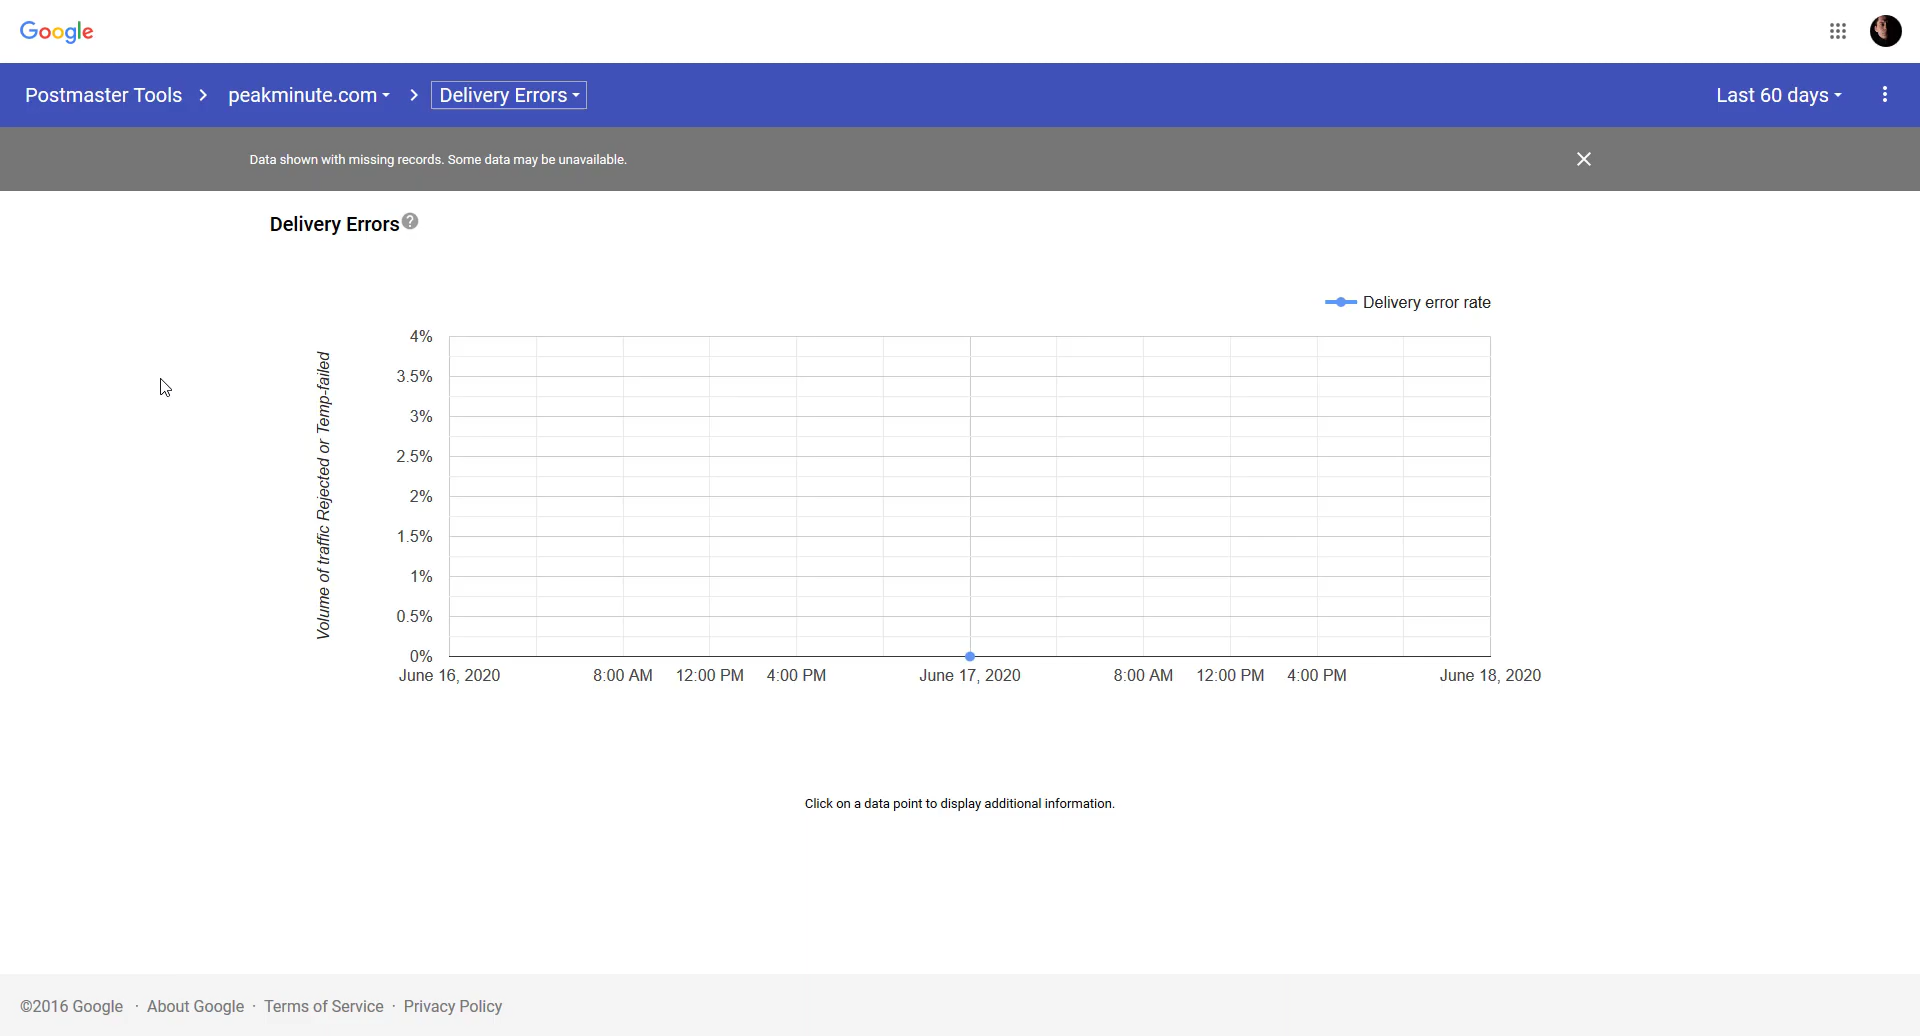 Google
Postmaster Tools > peakminute.com > Delivery Errors Last 60 days
Data shown with missing records. Some data may be unavailable.
Delivery Errors ?
Delivery error rate
Volume of traffic Rejected or Temp-failed
4%
3.5%
3%
2.5%
2%
1.5%
1%
0.5%
0%
June 16, 2020 8:00 AM 12:00 PM 4:00 PM June 17, 2020 8:00 AM 12:00 PM 4:00 PM June 18, 2020
Click on a data point to display additional information.
©2016 Google · About Google · Terms of Service · Privacy Policy